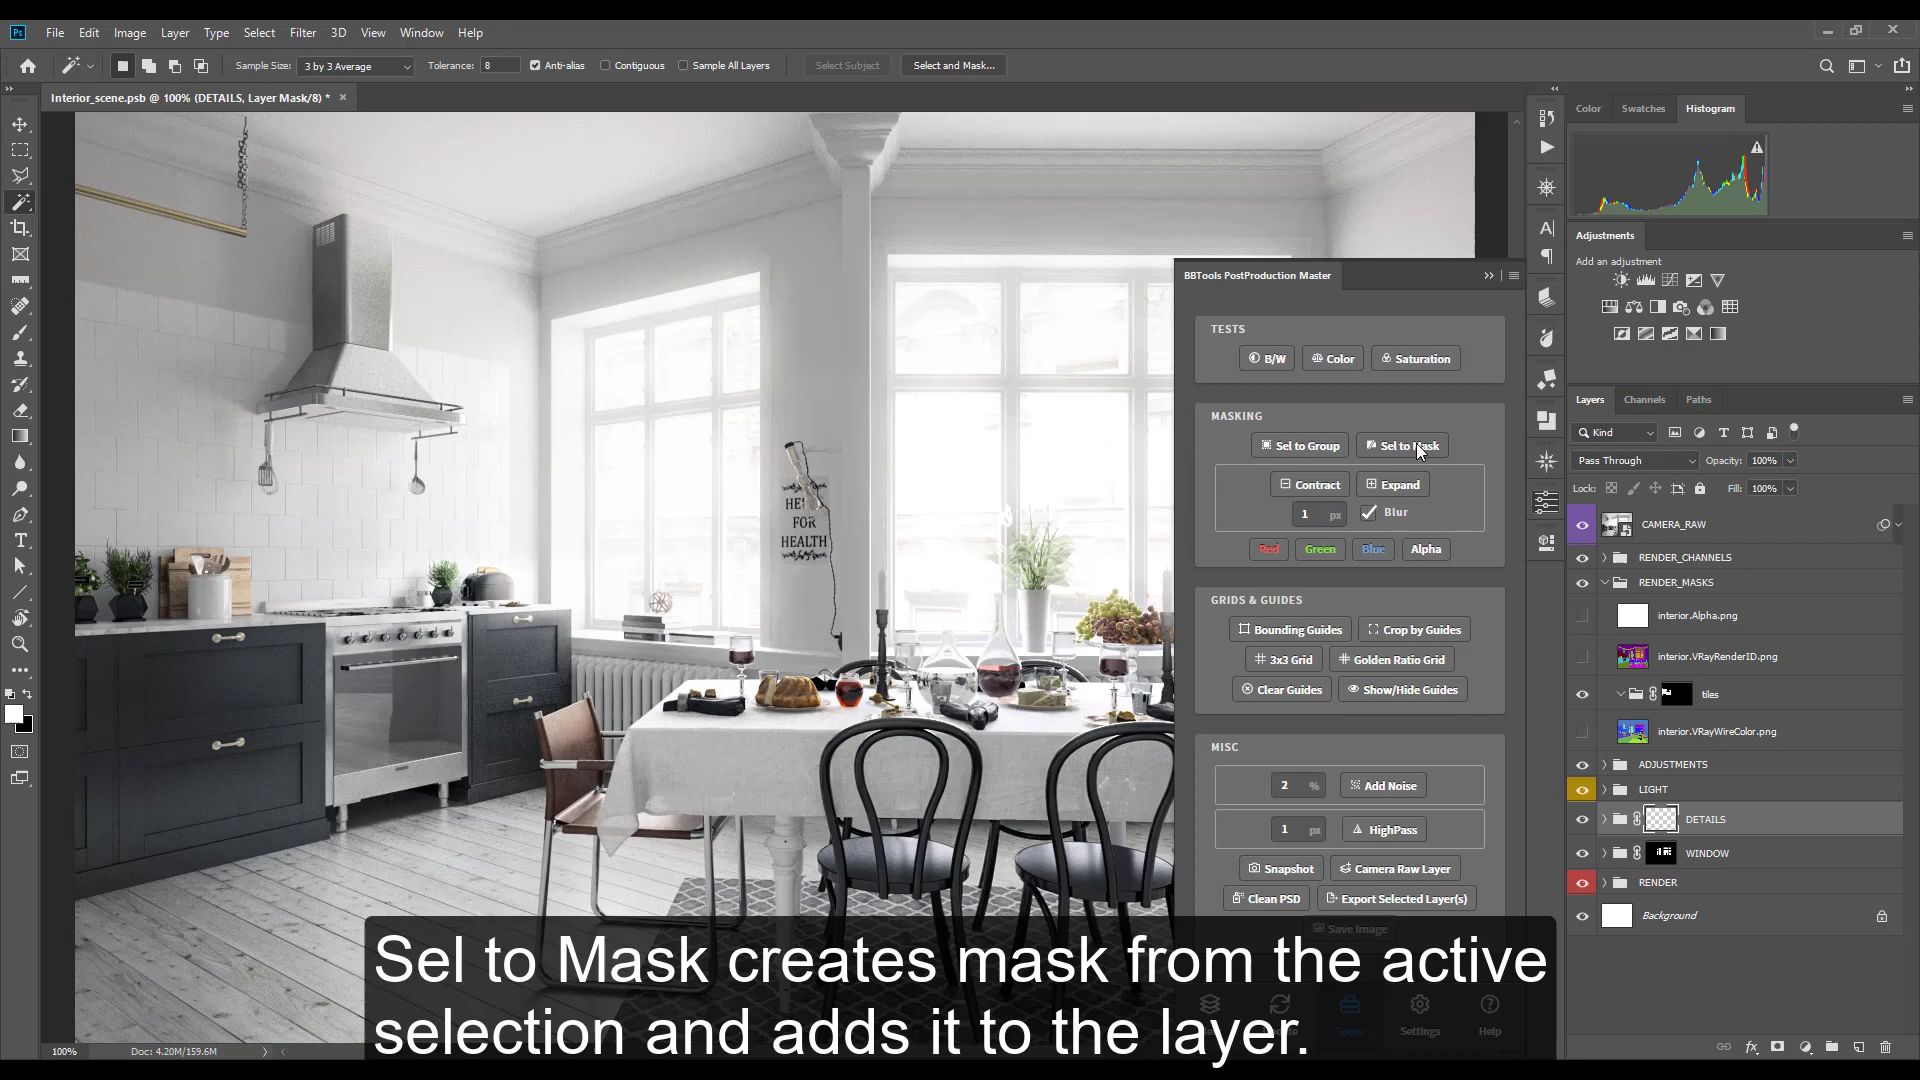 File Edit Image Layer Type Select Filter 3D View Window Help
Sample Size: 3 by 3 Average Tolerance: 8 Anti-alias Contiguous Sample All Layers Select Subject Select and Mask...
Interior_scene.psb @ 100% (DETAILS, Layer Mask/8) *
Color Swatches Histogram
Adjustments
Add an adjustment
BBTools PostProduction Master
TESTS
B/W Color Saturation
MASKING
Sel to Group Sel to Mask
Contract Expand
1 px Blur
Red Green Blue Alpha
GRIDS & GUIDES
Bounding Guides Crop by Guides
3x3 Grid Golden Ratio Grid
Clear Guides Show/Hide Guides
MISC
2 % Add Noise
1 px HighPass
Snapshot Camera Raw Layer
Clean PSD Export Selected Layer(s)
Save Image
Tools Settings Help
Layers Channels Paths
Kind
Pass Through Opacity: 100%
Lock: Fill: 100%
CAMERA_RAW
RENDER_CHANNELS
RENDER_MASKS
interior.Alpha.png
interior.VRayRenderID.png
tiles
interior.VRayWireColor.png
ADJUSTMENTS
LIGHT
DETAILS
WINDOW
RENDER
Background
FOR
HEALTH
100% Doc: 4.20M/159.6M
Sel to Mask creates mask from the active
selection and adds it to the layer.